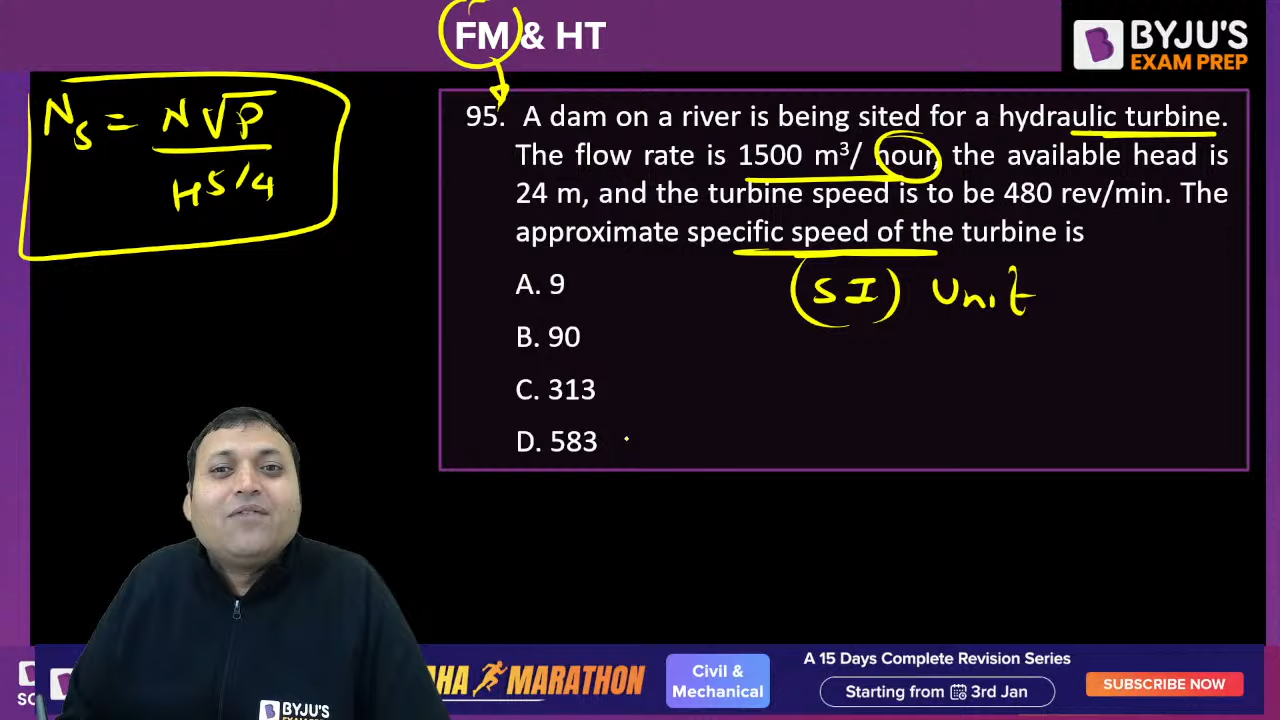 FM & HT
BYJU'S
EXAM PREP
Ns = N√P / H^5/4
95. A dam on a river is being sited for a hydraulic turbine.
The flow rate is 1500 m³/ hour, the available head is
24 m, and the turbine speed is to be 480 rev/min. The
approximate specific speed of the turbine is
(SI) Unit
A. 9
B. 90
C. 313
D. 583
AHA MARATHON
Civil &
Mechanical
A 15 Days Complete Revision Series
Starting from 3rd Jan
SUBSCRIBE NOW
BYJU'S